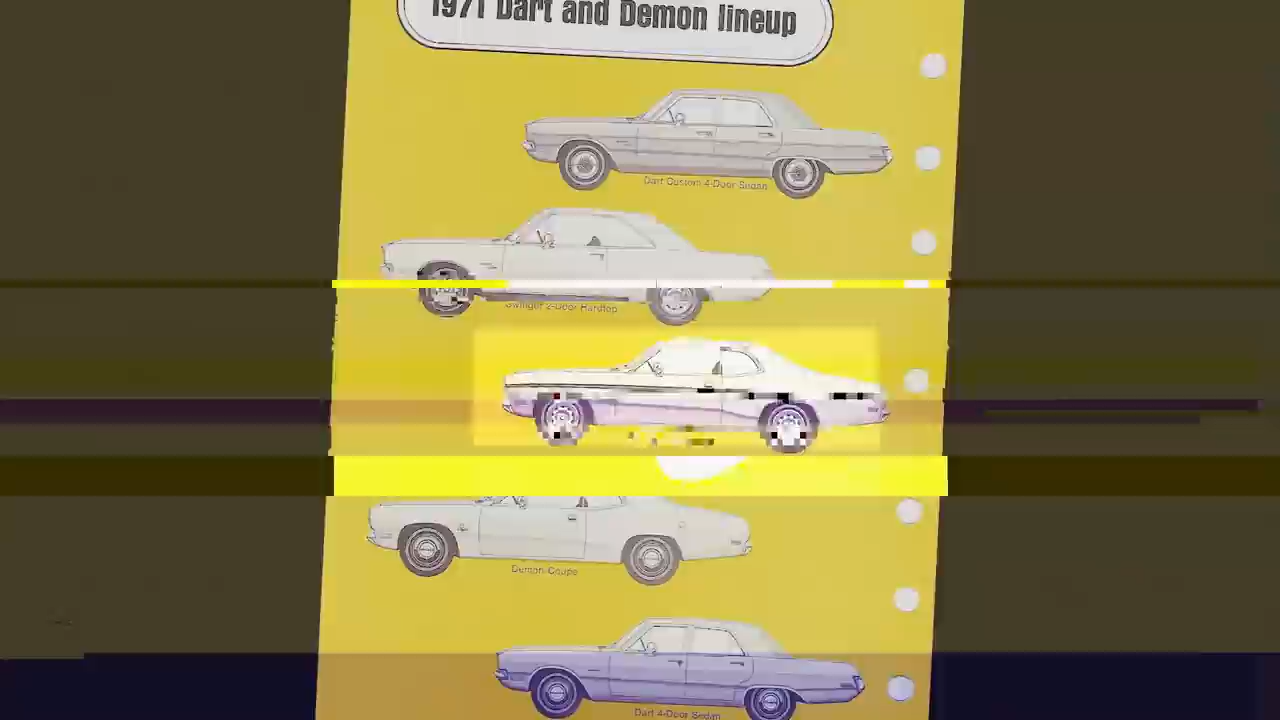 1971 Dart and Demon lineup
Dart Custom 4-Door Sedan
Swinger 2-Door Hardtop
Demon Coupe
Dart 4-Door Sedan